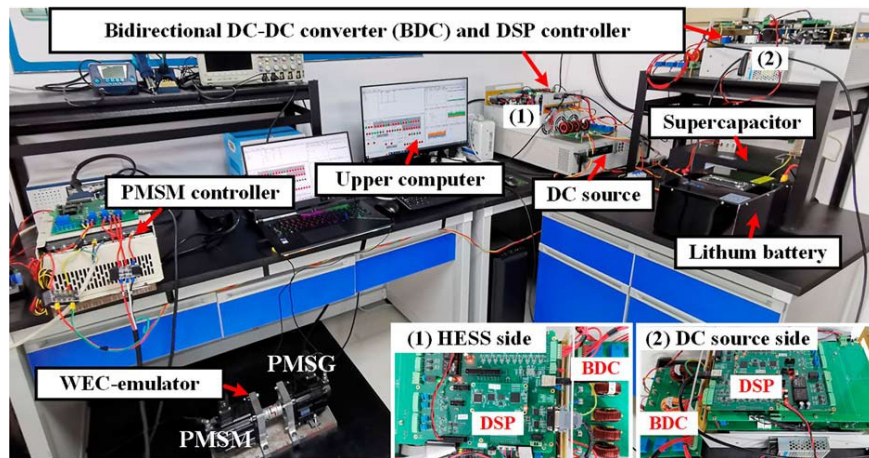 Bidirectional DC-DC converter (BDC) and DSP controller
(2)
(1)
Supercapacitor
PMSM controller
Upper computer
DC source
Lithum battery
WEC-emulator
PMSG
PMSM
(1) HESS side
BDC
DSP
(2) DC source side
DSP
BDC